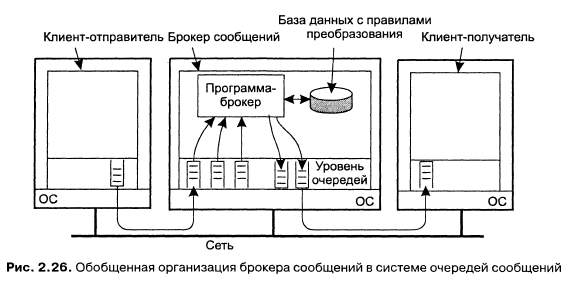 Клиент-отправитель Брокер сообщений
База данных с правилами
преобразования
Клиент-получатель
Программа-
брокер
Уровень
очередей
ОС
ОС
ОС
Сеть
Рис. 2.26. Обобщенная организация брокера сообщений в системе очередей сообщений